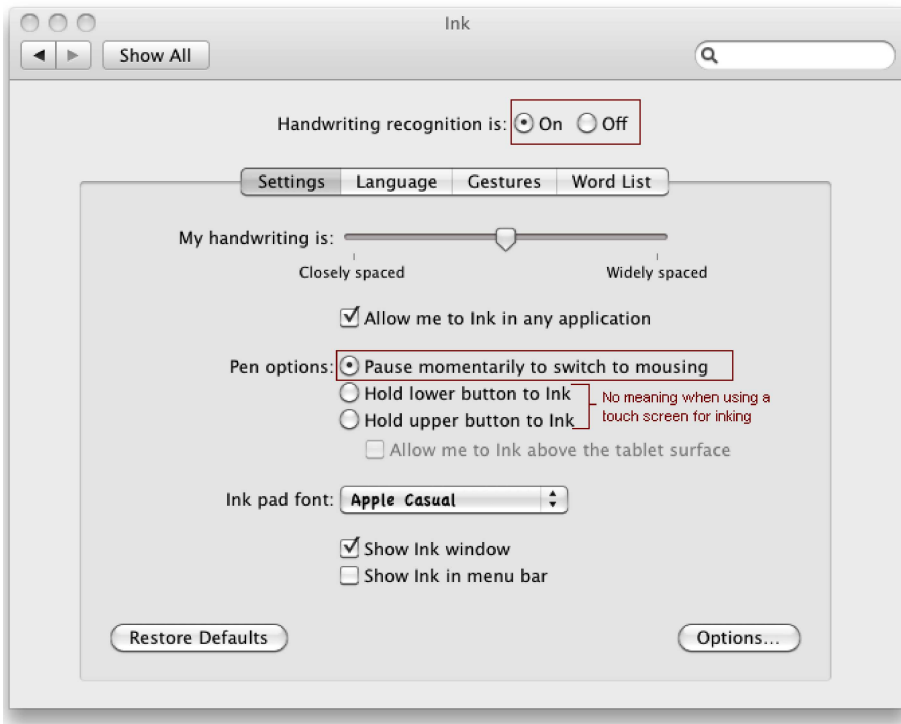 Ink
Show All
Handwriting recognition is: On Off
Settings Language Gestures Word List
My handwriting is:
Closely spaced Widely spaced
Allow me to Ink in any application
Pen options: Pause momentarily to switch to mousing
Hold lower button to Ink
Hold upper button to Ink
No meaning when using a
touch screen for inking
Allow me to Ink above the tablet surface
Ink pad font: Apple Casual
Show Ink window
Show Ink in menu bar
Restore Defaults Options...